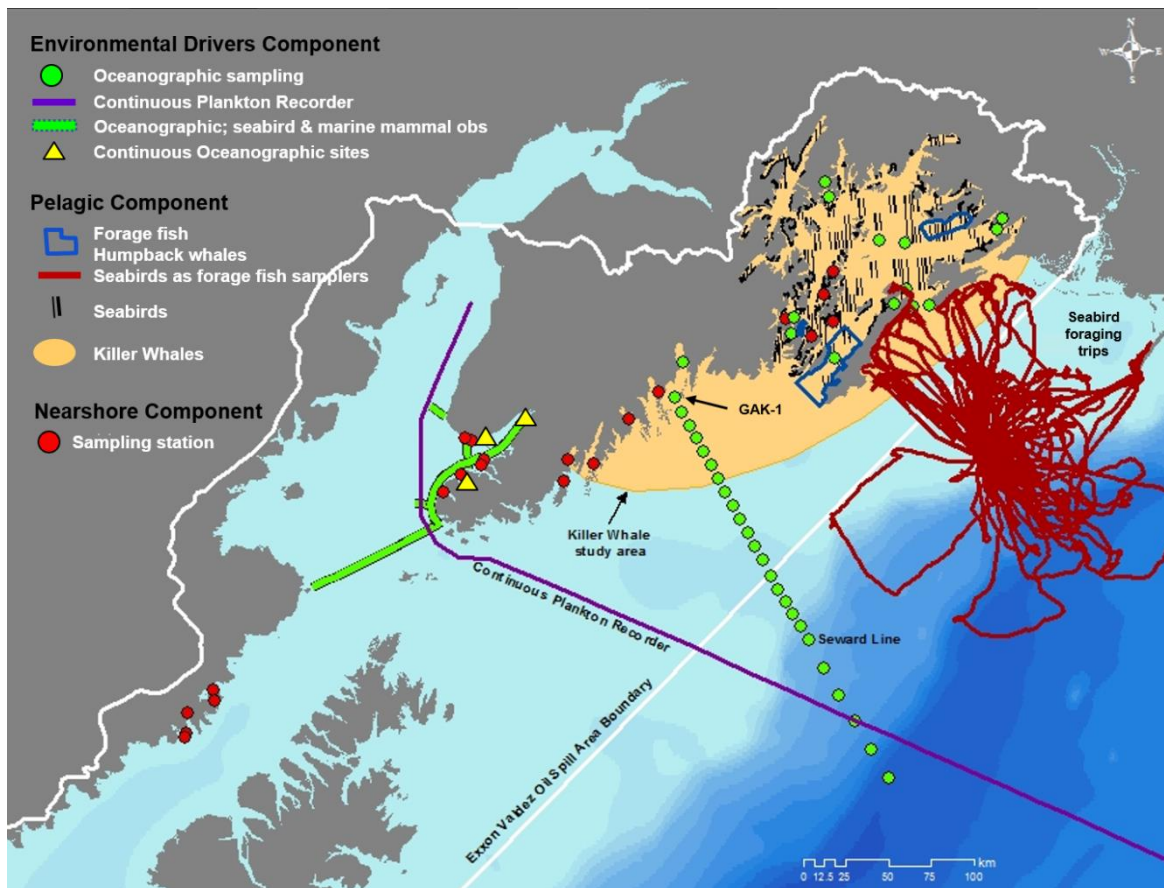 Environmental Drivers Component
Oceanographic sampling
Continuous Plankton Recorder
Oceanographic; seabird & marine mammal obs
Continuous Oceanographic sites
Pelagic Component
Forage fish
Humpback whales
Seabirds as forage fish samplers
Seabirds
Killer Whales
Nearshore Component
Sampling station
N
W
E
S
Seabird
foraging
trips
GAK-1
Killer Whale
study area
Continuous Plankton Recorder
Seward Line
Exxon Valdez Oil Spill Area Boundary
km
0 12.5 25 50 75 100